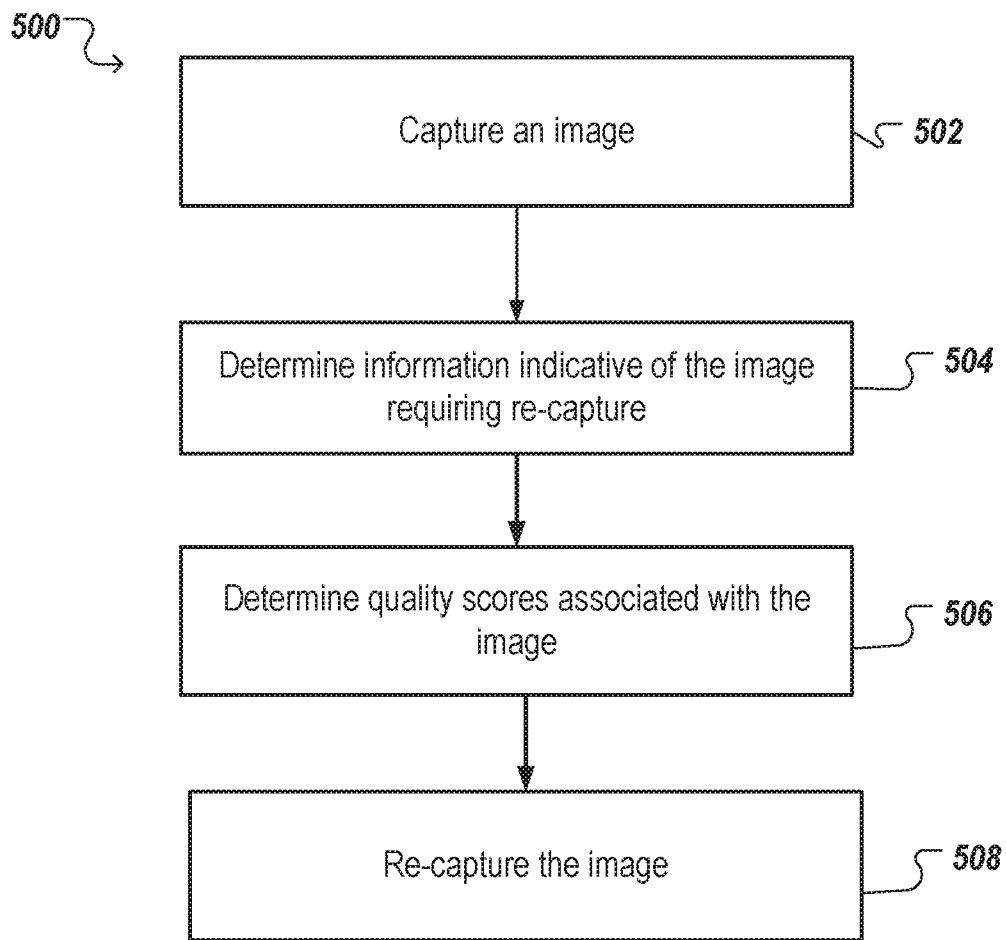 500
Capture an image
502
Determine information indicative of the image
requiring re-capture
504
Determine quality scores associated with the
image
506
Re-capture the image
508